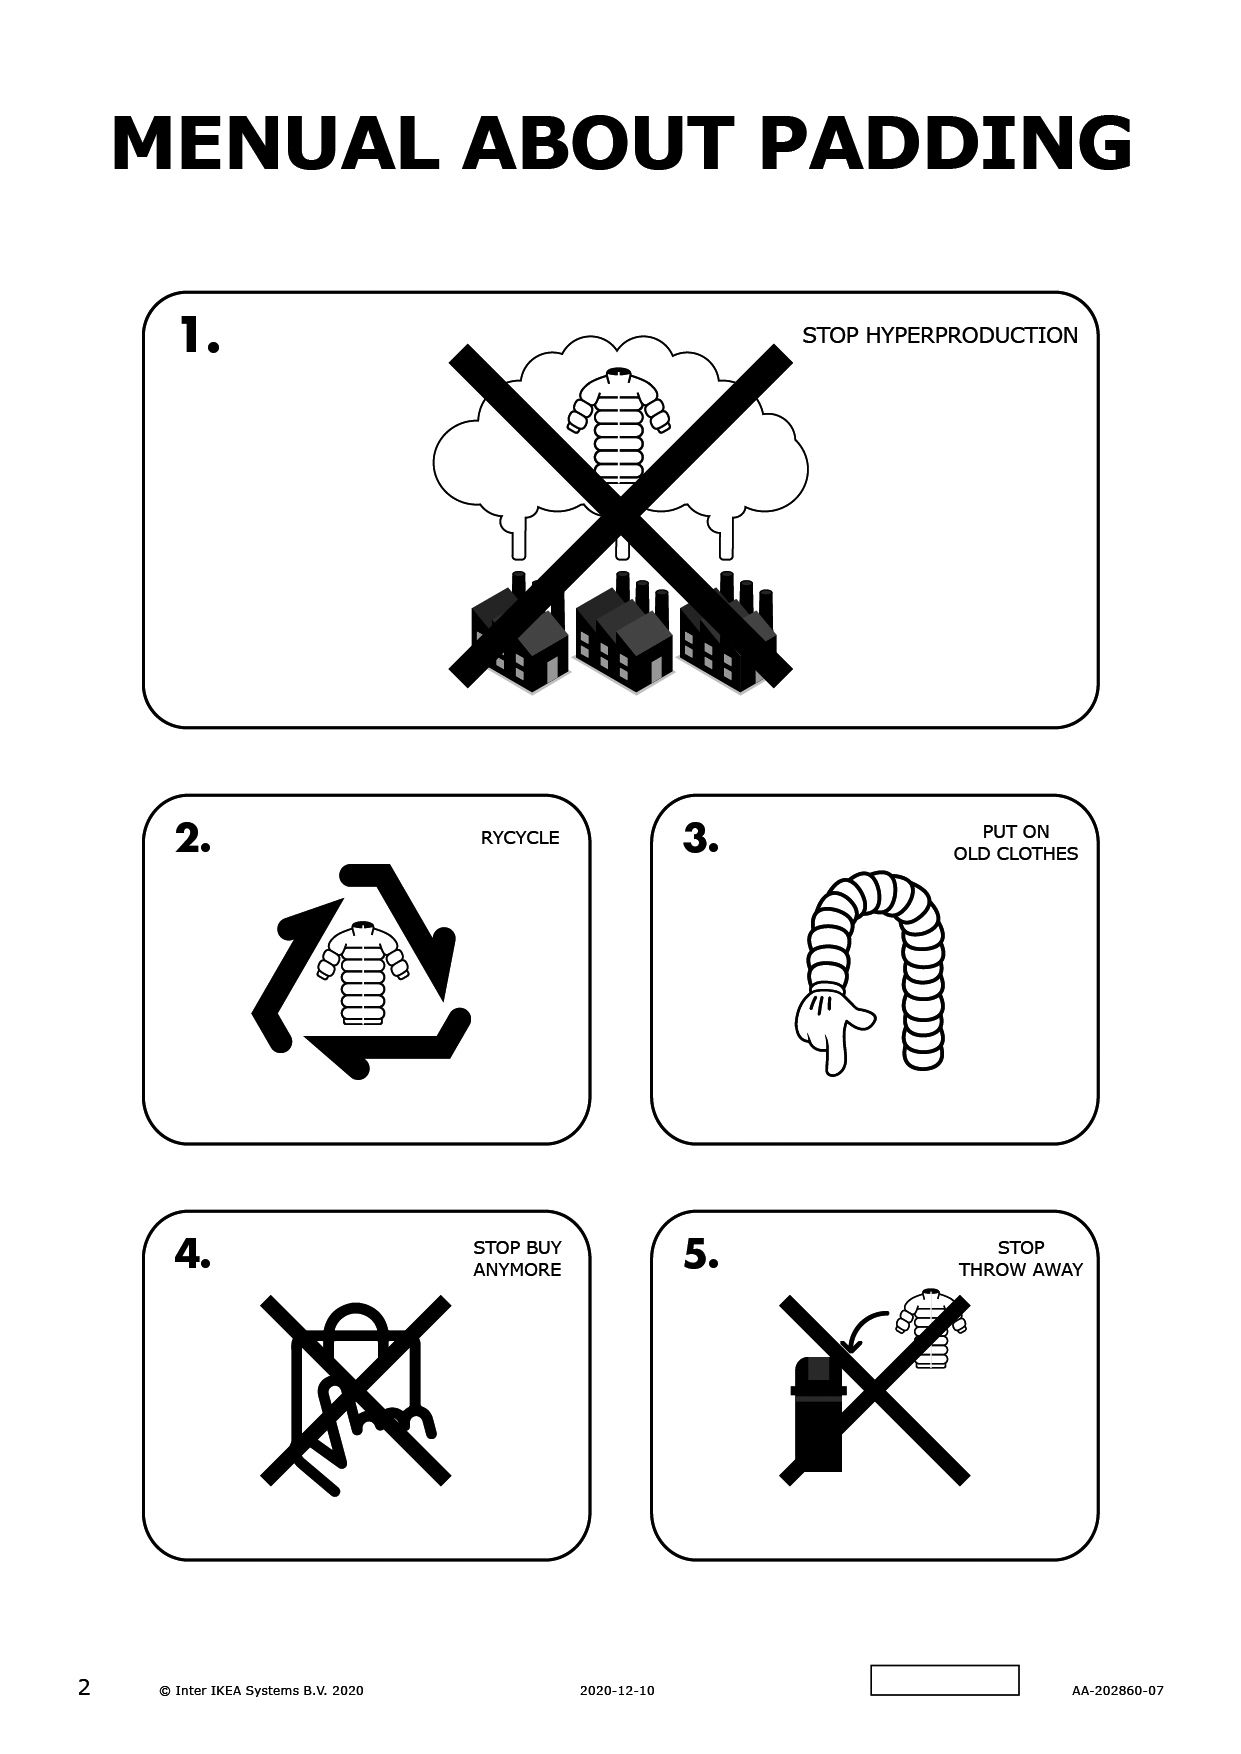 MENUAL ABOUT PADDING
1.
STOP HYPERPRODUCTION
2.
RYCYCLE
3.
PUT ON
OLD CLOTHES
4.
STOP BUY
ANYMORE
5.
STOP
THROW AWAY
2
© Inter IKEA Systems B.V. 2020
2020-12-10
AA-202860-07